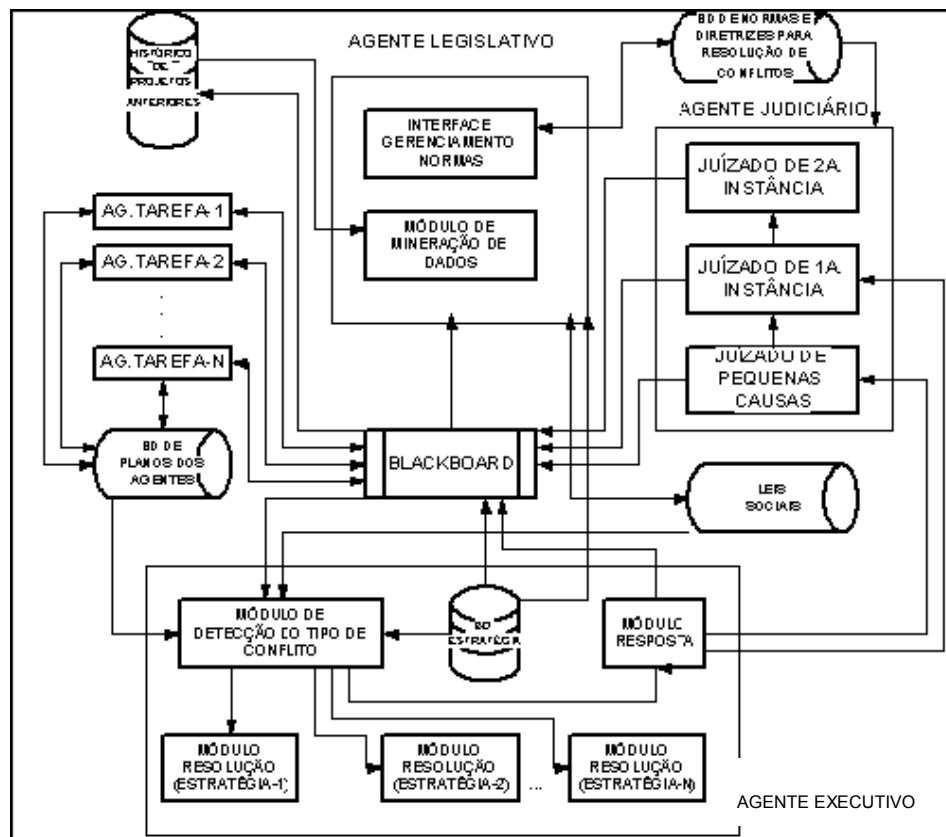 AGENTE LEGISLATIVO
HISTÓRICO
DE
PROJETOS
ANTERIORES
BD DE NORMAS E
DIRETRIZES PARA
RESOLUÇÃO DE
CONFLITOS
AGENTE JUDICIÁRIO
INTERFACE
GERENCIAMENTO
NORMAS
JUÍZADO DE 2A.
INSTÂNCIA
AG. TAREFA-1
MÓDULO DE
MINERAÇÃO DE
DADOS
AG. TAREFA-2
JUÍZADO DE 1A.
INSTÂNCIA
.
.
.
AG. TAREFA-N
JUÍZADO DE
PEQUENAS
CAUSAS
BD DE
PLANOS DOS
AGENTES
BLACKBOARD
LEIS
SOCIAIS
MÓDULO DE
DETECÇÃO DO TIPO DE
CONFLITO
BD
ESTRATÉGIA
MÓDULO
RESPOSTA
MÓDULO
RESOLUÇÃO
(ESTRATÉGIA-1)
MÓDULO
RESOLUÇÃO
(ESTRATÉGIA-2)
...
MÓDULO
RESOLUÇÃO
(ESTRATÉGIA-N)
AGENTE EXECUTIVO